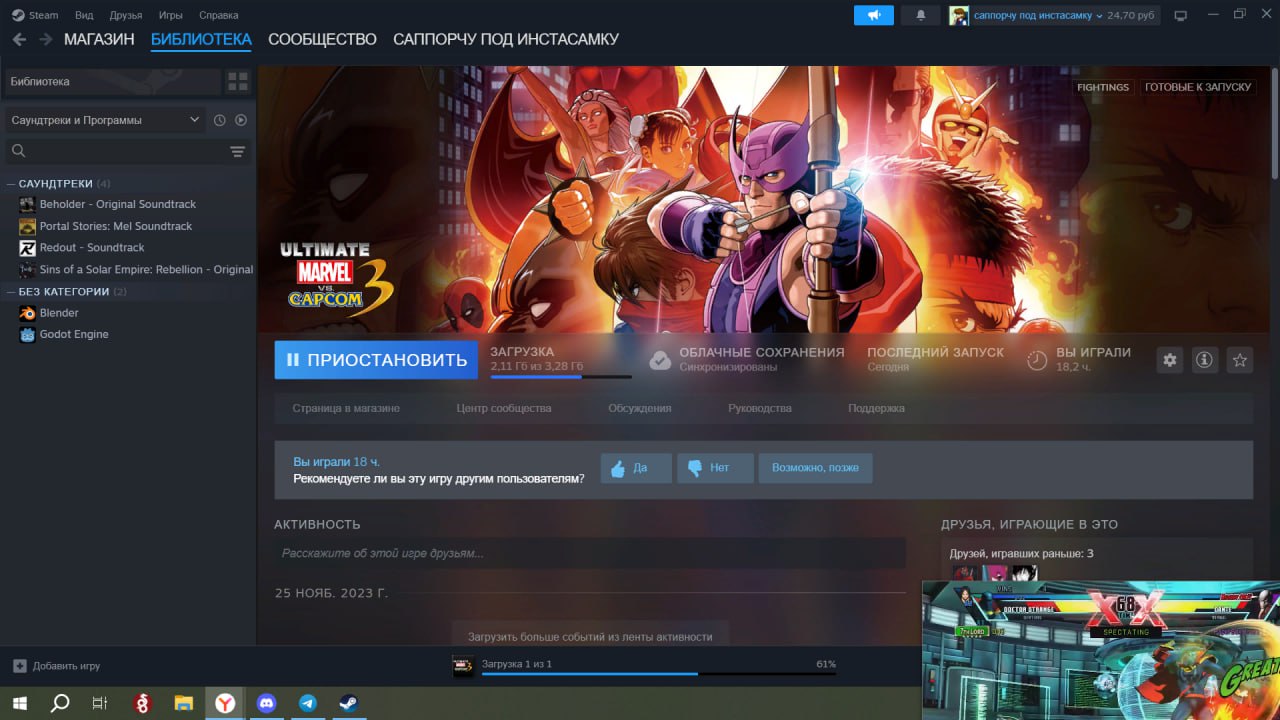 Steam Вид Друзья Игры Справка
саппорчу под инстасамку 24,70 руб
МАГАЗИН БИБЛИОТЕКА СООБЩЕСТВО САППОРЧУ ПОД ИНСТАСАМКУ
Библиотека
FIGHTINGS ГОТОВЫЕ К ЗАПУСКУ
Саундтреки и Программы
— САУНДТРЕКИ (4)
Beholder - Original Soundtrack
Portal Stories: Mel Soundtrack
Redout - Soundtrack
Sins of a Solar Empire: Rebellion - Original
— БЕЗ КАТЕГОРИИ (2)
Blender
Godot Engine
ULTIMATE
MARVEL
VS.
CAPCOM 3
ПРИОСТАНОВИТЬ
ЗАГРУЗКА
2,11 Гб из 3,28 Гб
ОБЛАЧНЫЕ СОХРАНЕНИЯ
Синхронизированы
ПОСЛЕДНИЙ ЗАПУСК
Сегодня
ВЫ ИГРАЛИ
18,2 ч.
Страница в магазине Центр сообщества Обсуждения Руководства Поддержка
Вы играли 18 ч.
Рекомендуете ли вы эту игру другим пользователям?
Да Нет Возможно, позже
АКТИВНОСТЬ
Расскажите об этой игре друзьям...
25 НОЯБ. 2023 Г.
Загрузить больше событий из ленты активности
ДРУЗЬЯ, ИГРАЮЩИЕ В ЭТО
Друзей, игравших раньше: 3
DOCTOR STRANGE
68
SPECTATING
DANTE
7TH LORD
GREAT
Добавить игру
Загрузка 1 из 1 61%